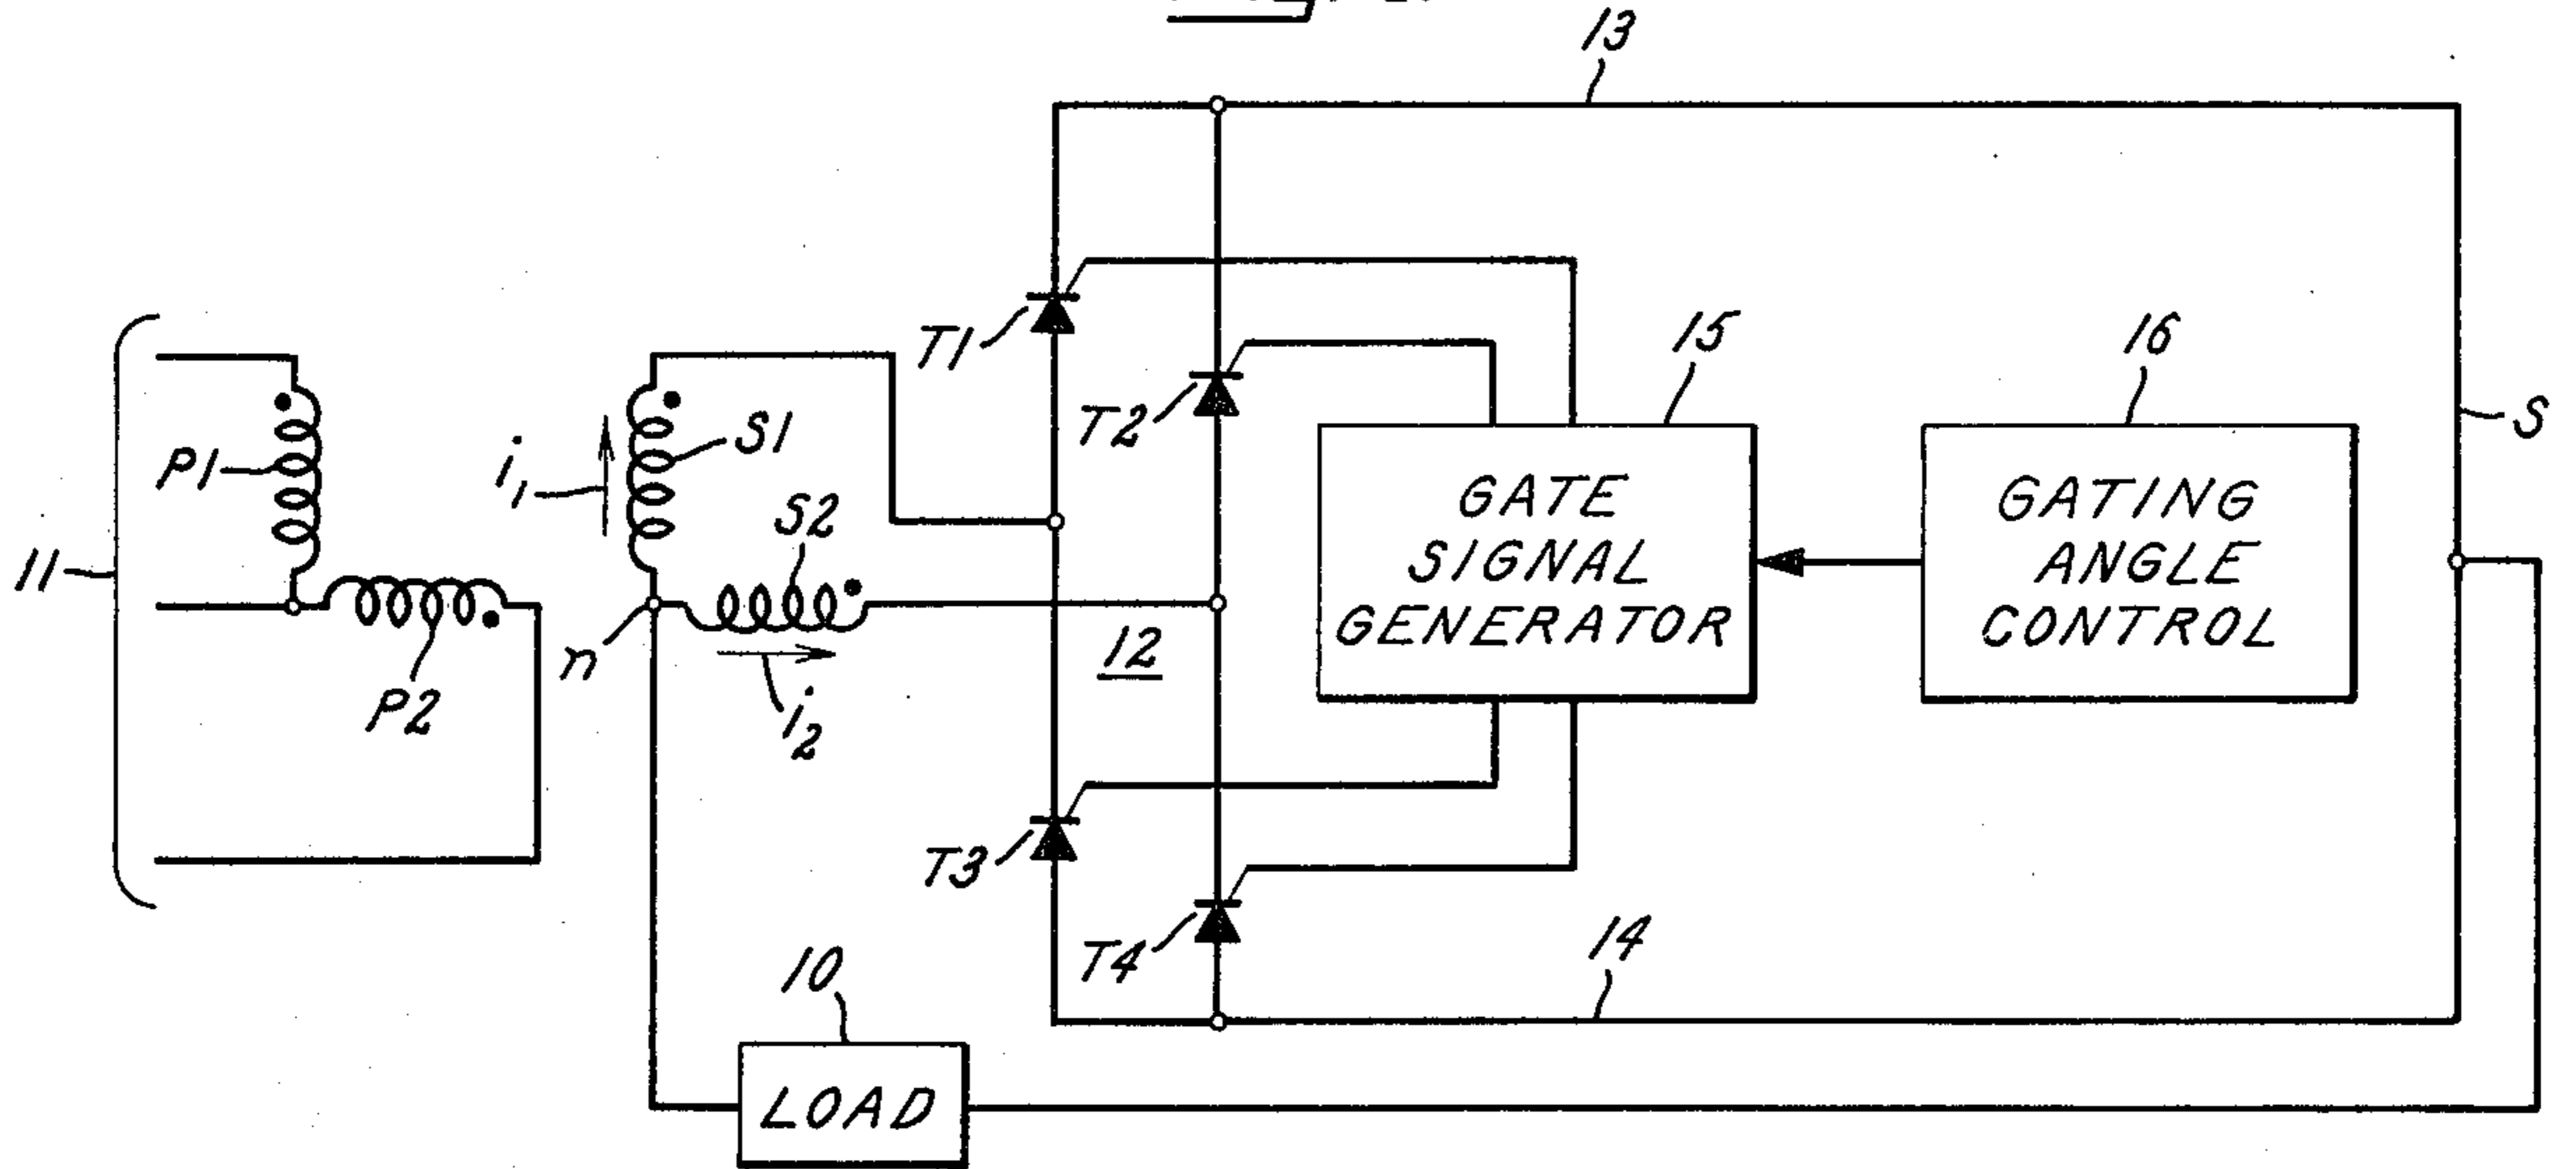 13
T1
15
16
T2
S
P1
i1
S1
S2
GATE
SIGNAL
GENERATOR
GATING
ANGLE
CONTROL
11
n
12
P2
i2
T3
T4
14
10
LOAD